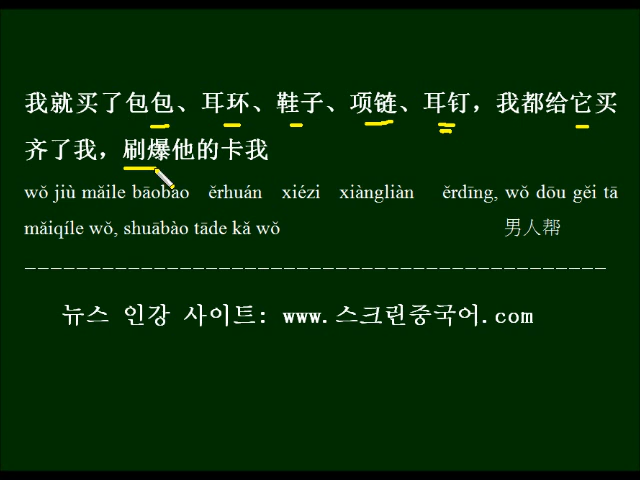 我就买了包包、耳环、鞋子、项链、耳钉，我都给它买
齐了我，刷爆他的卡我
wǒ jiù mǎile bāobāo ěrhuán xiézi xiàngliàn ěrdīng, wǒ dōu gěi tā
mǎiqíle wǒ, shuābào tāde kǎ wǒ
男人帮
-----------------------------------------------
뉴스 인강 사이트: www.스크린중국어.com